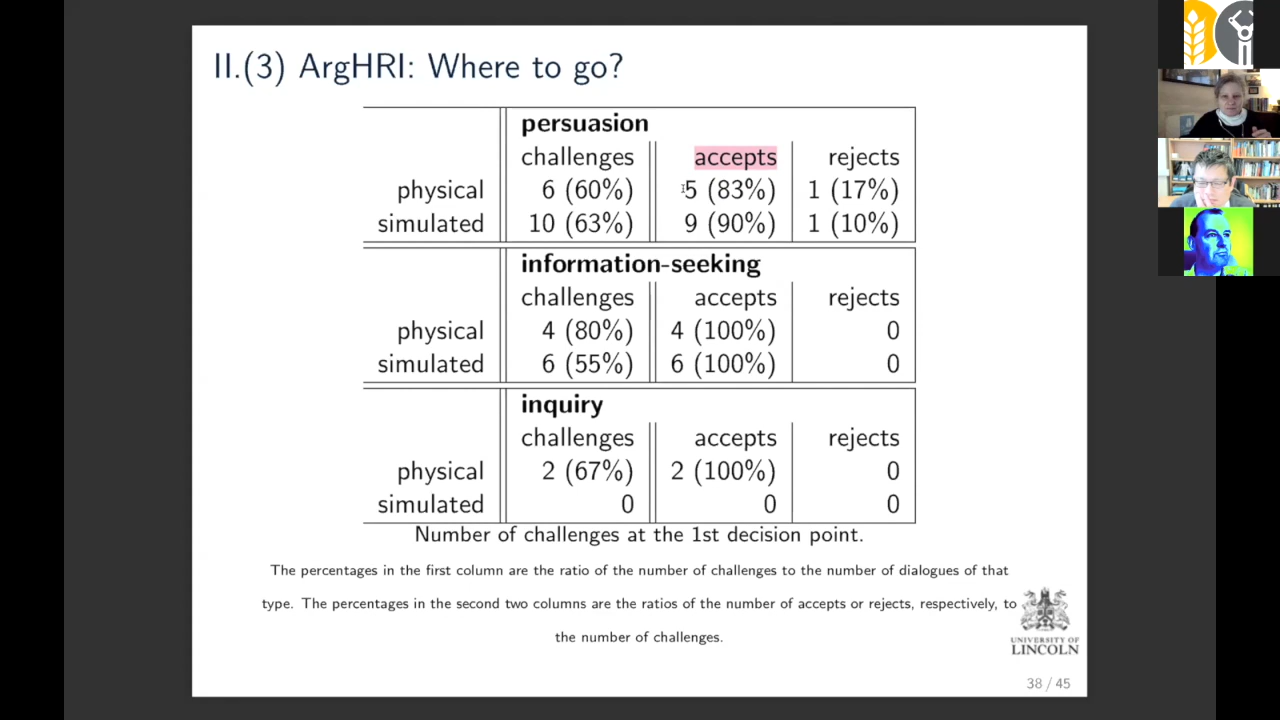 II.(3) ArgHRI: Where to go?
persuasion
challenges accepts rejects
physical 6 (60%) 5 (83%) 1 (17%)
simulated 10 (63%) 9 (90%) 1 (10%)
information-seeking
challenges accepts rejects
physical 4 (80%) 4 (100%) 0
simulated 6 (55%) 6 (100%) 0
inquiry
challenges accepts rejects
physical 2 (67%) 2 (100%) 0
simulated 0 0 0
Number of challenges at the 1st decision point.
The percentages in the first column are the ratio of the number of challenges to the number of dialogues of that
type. The percentages in the second two columns are the ratios of the number of accepts or rejects, respectively, to
the number of challenges.
UNIVERSITY OF
LINCOLN
38 / 45